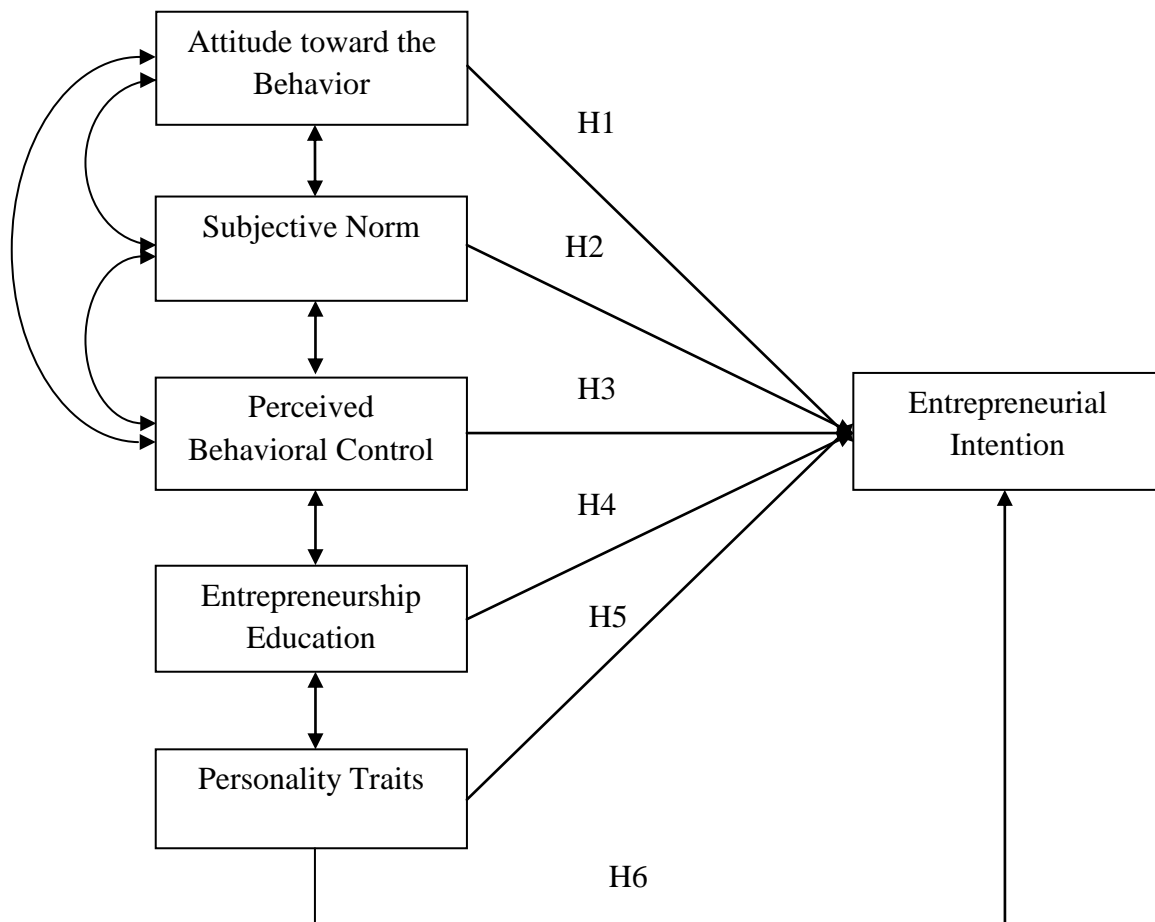 Attitude toward the
Behavior
H1
Subjective Norm
H2
Perceived
Behavioral Control
H3
Entrepreneurial
Intention
H4
Entrepreneurship
Education
H5
Personality Traits
H6